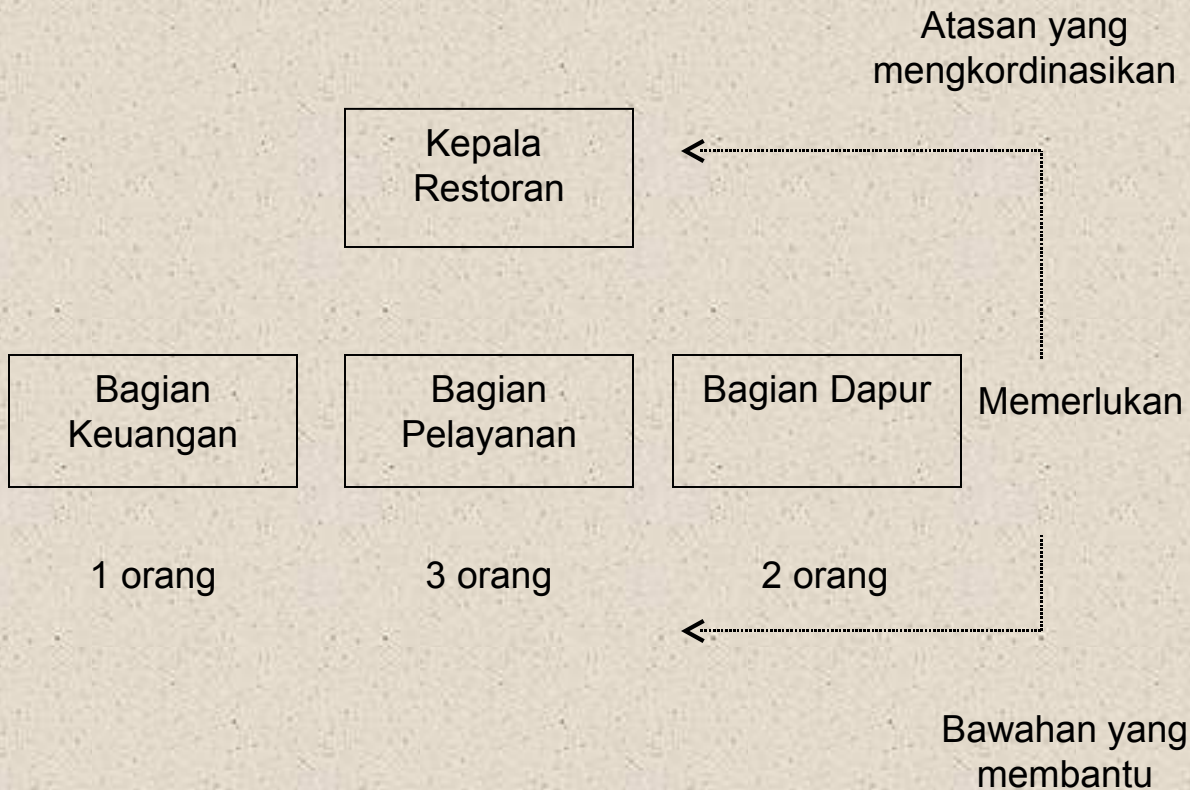 Atasan yang
mengkordinasikan
Kepala
Restoran
Bagian
Keuangan
Bagian
Pelayanan
Bagian Dapur
Memerlukan
1 orang
3 orang
2 orang
Bawahan yang
membantu